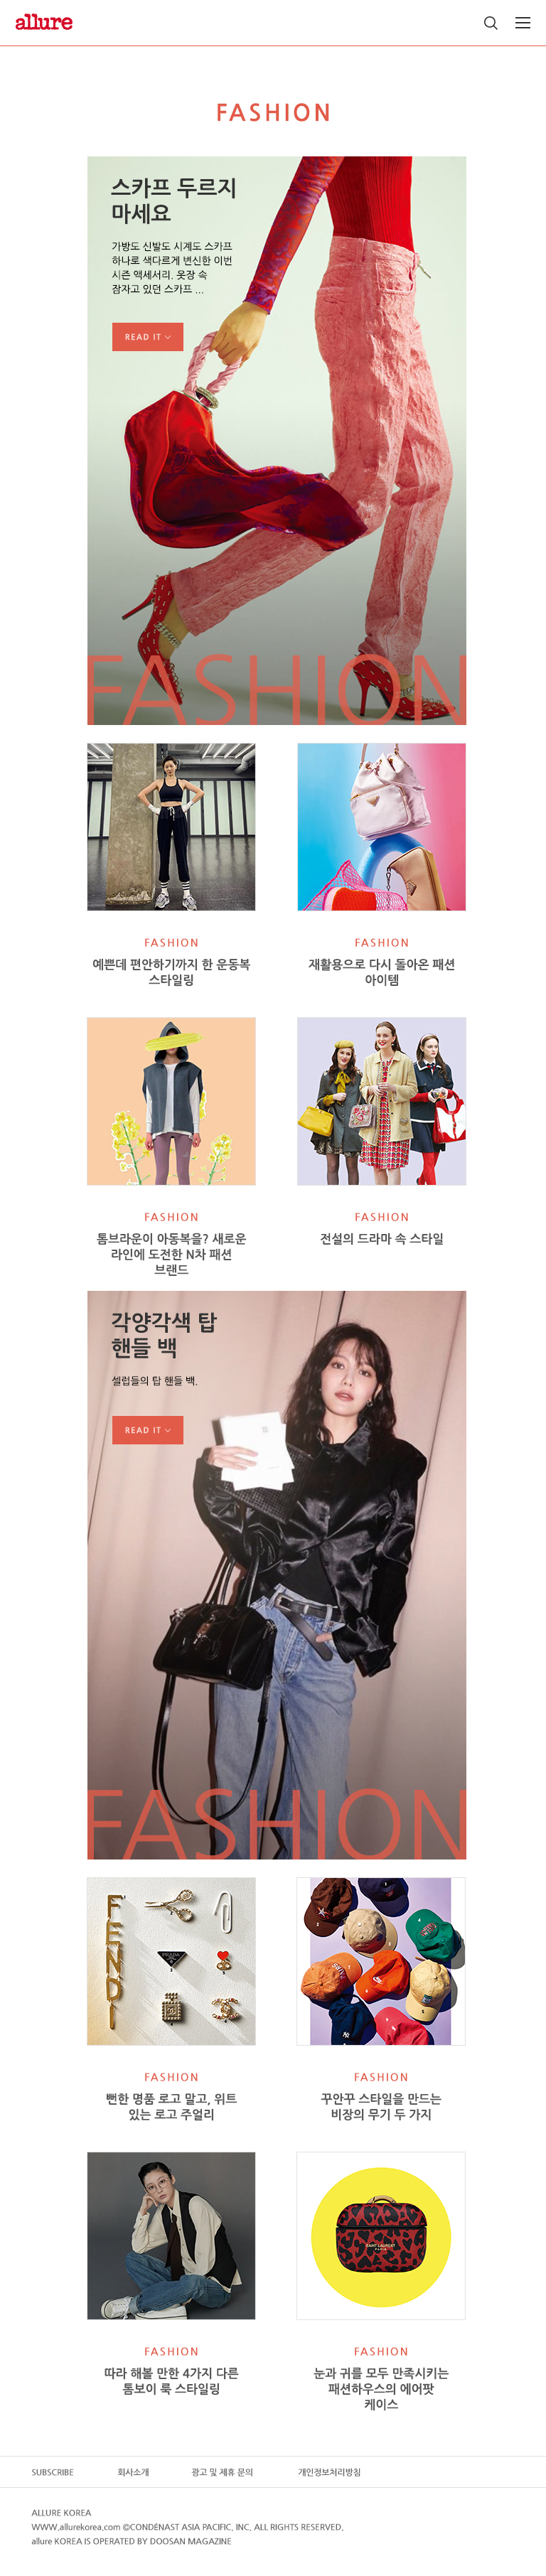 allure
FASHION
스카프 두르지
마세요
가방도 신발도 시계도 스카프
하나로 색다르게 변신한 이번
시즌 액세서리. 옷장 속
잠자고 있던 스카프 ...
READ IT
FASHION
FASHION
예쁜데 편안하기까지 한 운동복
스타일링
FASHION
재활용으로 다시 돌아온 패션
아이템
FASHION
톰브라운이 아동복을? 새로운
라인에 도전한 N차 패션
브랜드
FASHION
전설의 드라마 속 스타일
각양각색 탑
핸들 백
셀럽들의 탑 핸들 백.
READ IT
FASHION
FENDI
PRADA
FASHION
뻔한 명품 로고 말고, 위트
있는 로고 주얼리
FASHION
꾸안꾸 스타일을 만드는
비장의 무기 두 가지
FASHION
따라 해볼 만한 4가지 다른
톰보이 룩 스타일링
SAINT LAURENT
PARIS
FASHION
눈과 귀를 모두 만족시키는
패션하우스의 에어팟
케이스
SUBSCRIBE 회사소개 광고 및 제휴 문의 개인정보처리방침
ALLURE KOREA
WWW.allurekorea.com ©CONDÉNAST ASIA PACIFIC, INC. ALL RIGHTS RESERVED.
allure KOREA IS OPERATED BY DOOSAN MAGAZINE